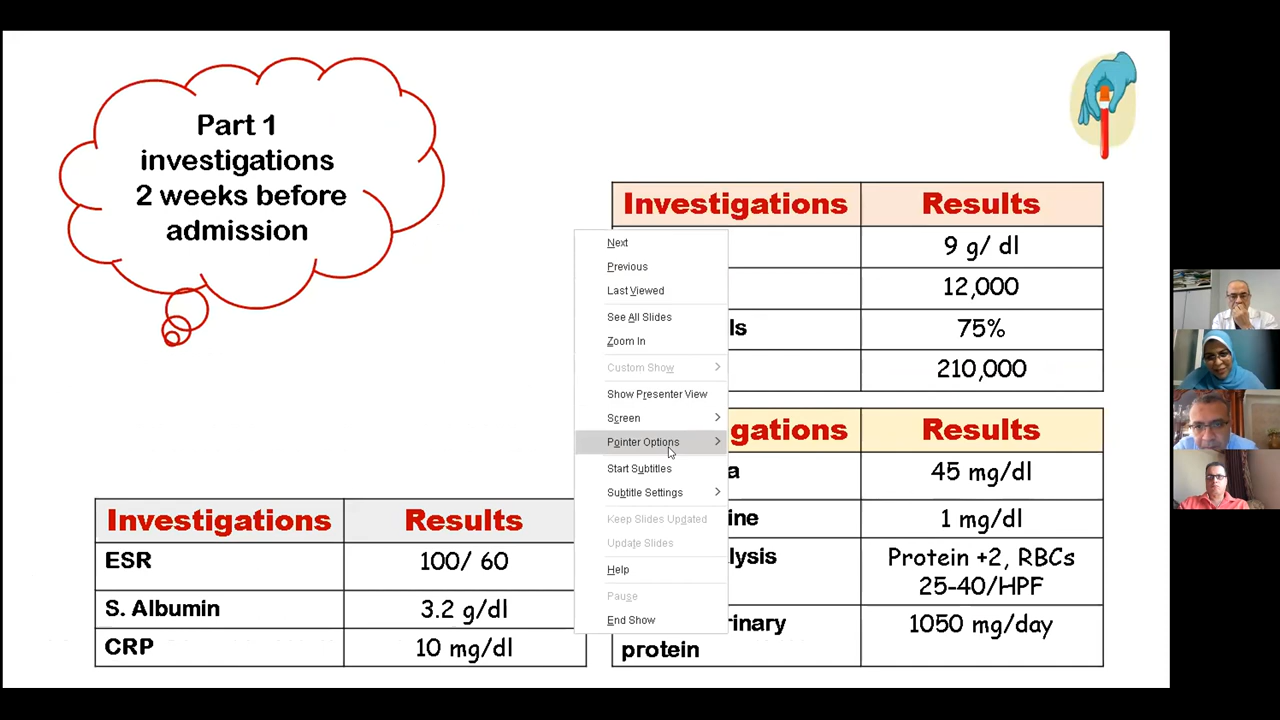 Part 1
investigations
2 weeks before
admission
Investigations Results
9 g/ dl
12,000
ls 75%
210,000
gations Results
a 45 mg/dl
ine 1 mg/dl
lysis Protein +2, RBCs
25-40/HPF
rinary 1050 mg/day
protein
Investigations Results
ESR 100/ 60
S. Albumin 3.2 g/dl
CRP 10 mg/dl
Next
Previous
Last Viewed
See All Slides
Zoom In
Custom Show
Show Presenter View
Screen
Pointer Options
Start Subtitles
Subtitle Settings
Keep Slides Updated
Update Slides
Help
Pause
End Show